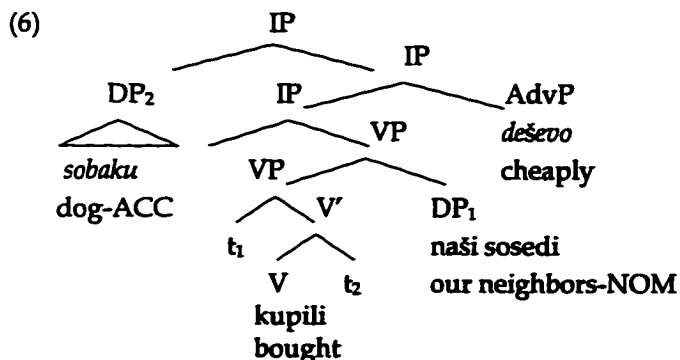 (6) IP
IP
DP₂ IP AdvP
VP deševo
sobaku VP cheaply
dog-ACC V′ DP₁
t₁ naši sosedi
V t₂ our neighbors-NOM
kupili
bought